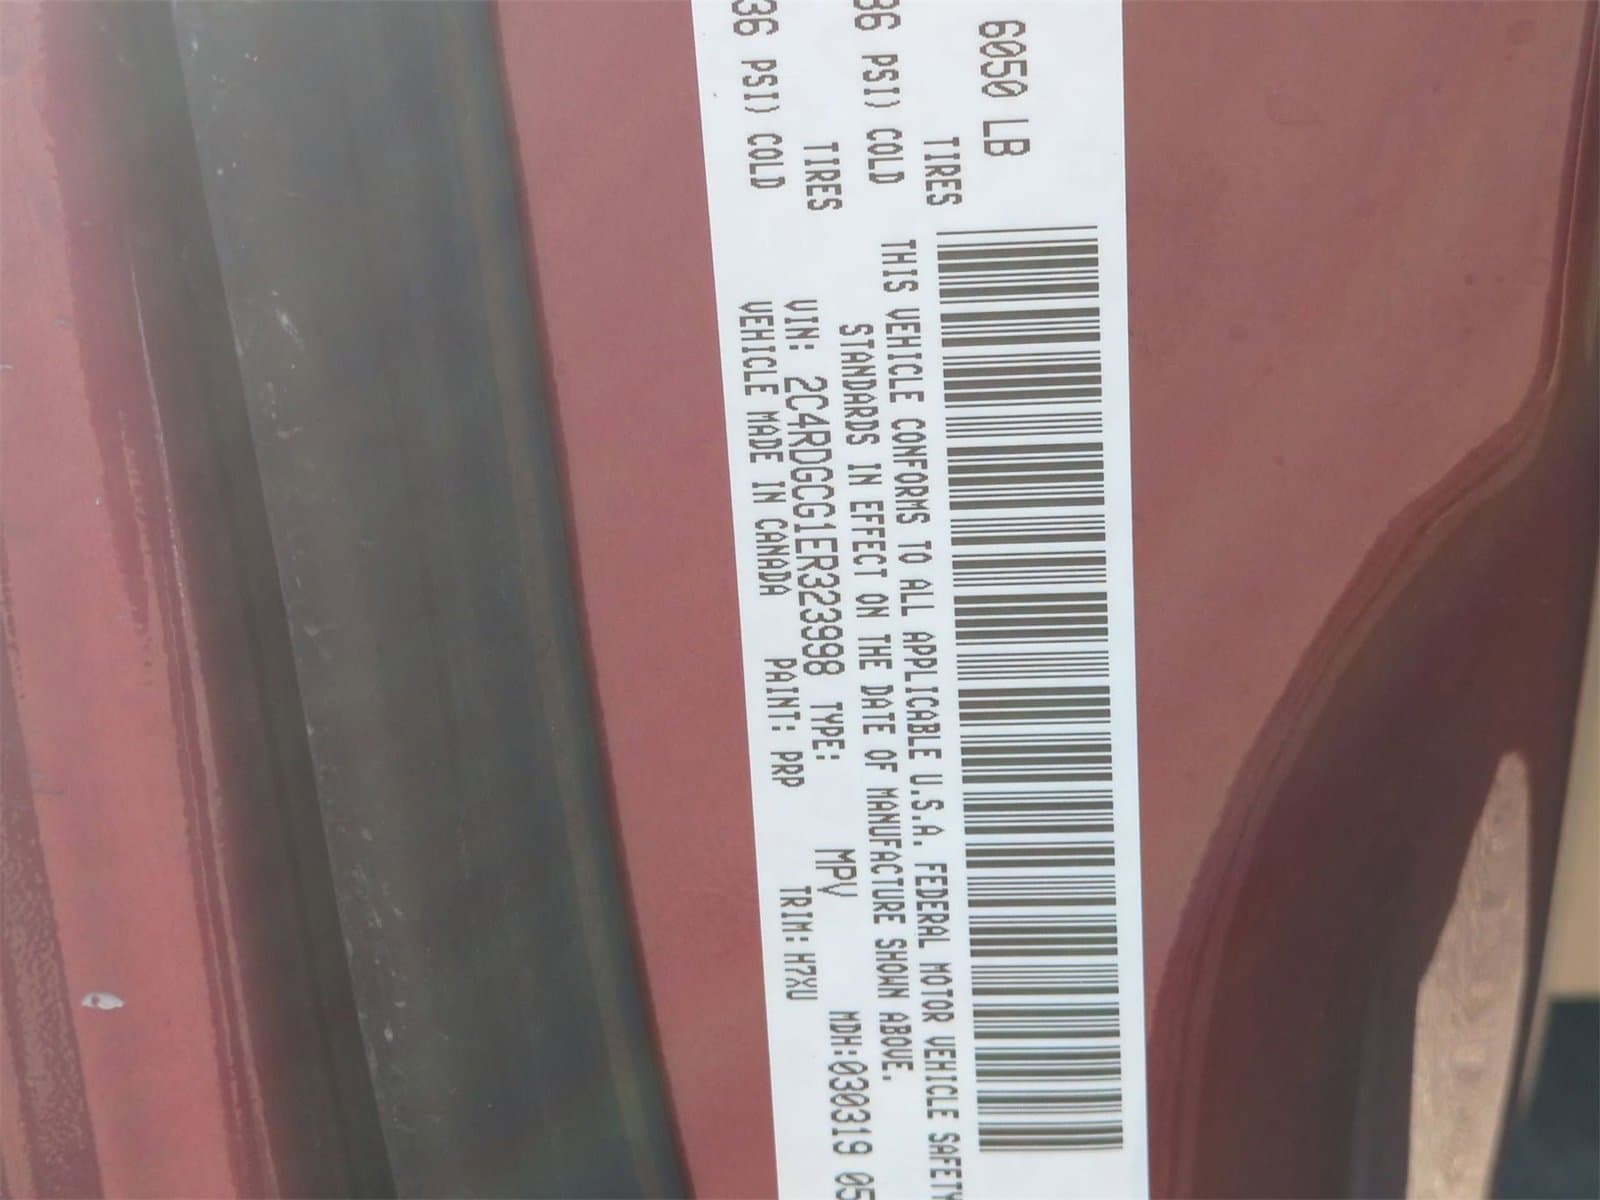 6050 LB
TIRES
36 PSI) COLD
TIRES
36 PSI) COLD
THIS VEHICLE CONFORMS TO ALL APPLICABLE U.S.A. FEDERAL MOTOR VEHICLE SAFETY
STANDARDS IN EFFECT ON THE DATE OF MANUFACTURE SHOWN ABOVE.
VIN: 2C4RDGCG1ER323998 TYPE: MPV MDH:030319 05
VEHICLE MADE IN CANADA PAINT: PRP TRIM: H7XU